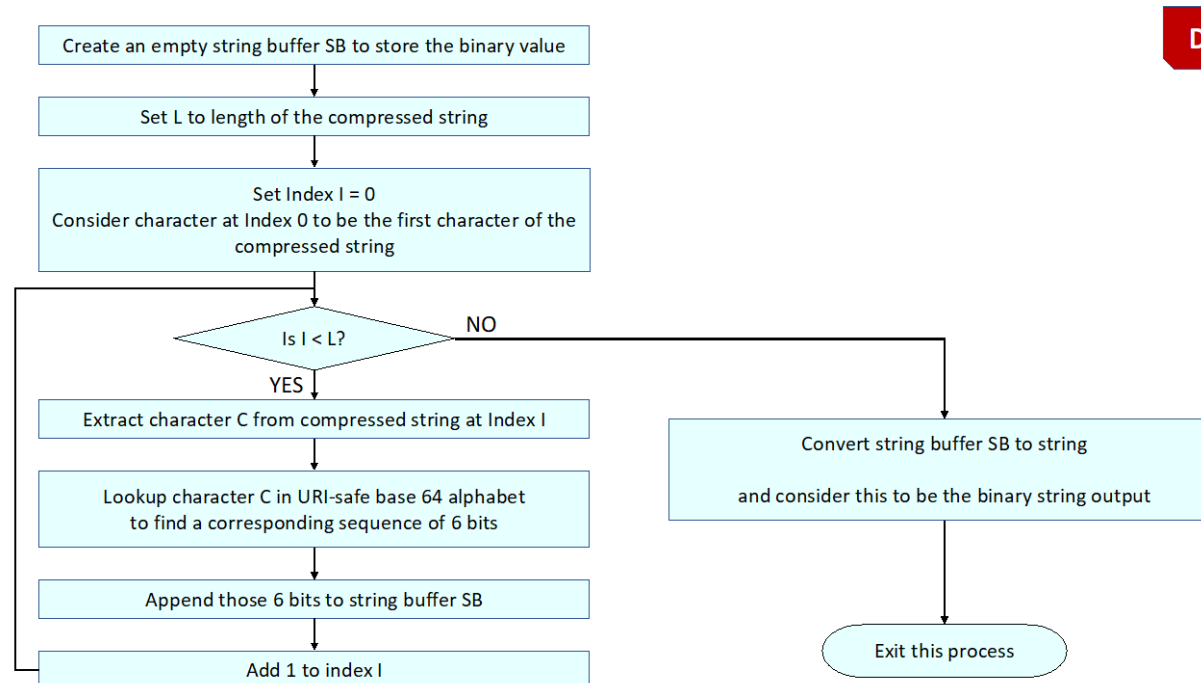 Create an empty string buffer SB to store the binary value
D
Set L to length of the compressed string
Set Index I = 0
Consider character at Index 0 to be the first character of the
compressed string
Is I < L?
NO
YES
Extract character C from compressed string at Index I
Lookup character C in URI-safe base 64 alphabet
to find a corresponding sequence of 6 bits
Append those 6 bits to string buffer SB
Add 1 to index I
Convert string buffer SB to string
and consider this to be the binary string output
Exit this process